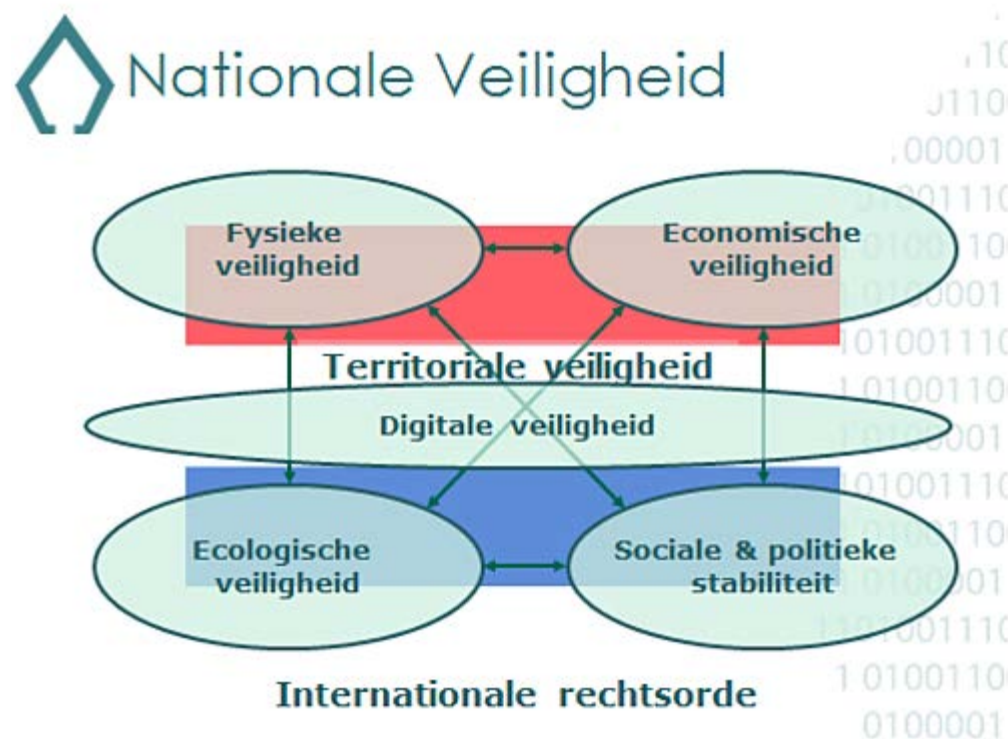 Nationale Veiligheid
Fysieke
veiligheid
Economische
veiligheid
Territoriale veiligheid
Digitale veiligheid
Ecologische
veiligheid
Sociale & politieke
stabiliteit
Internationale rechtsorde